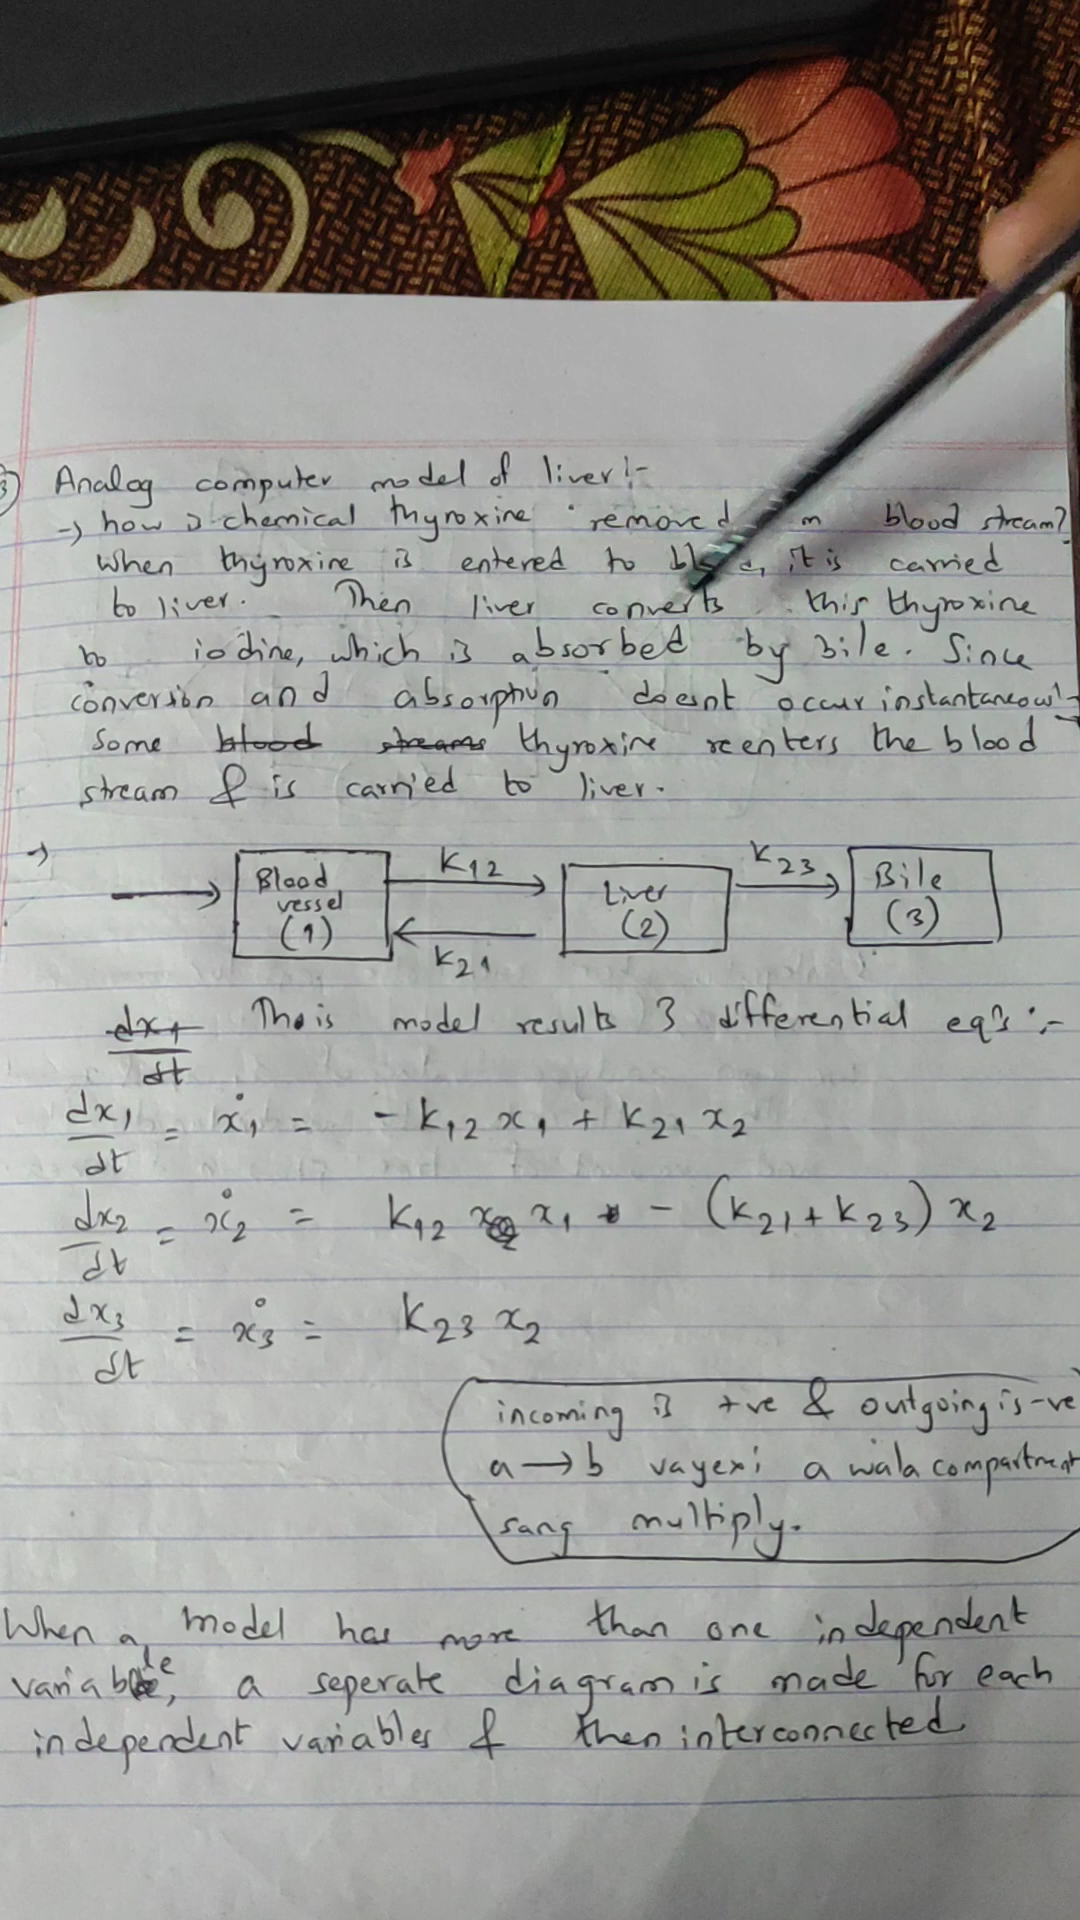 3) Analog computer model of liver:-
→ how is chemical thyroxine removed blood stream?
When thyroxine is entered to it is carried
to liver. Then liver converts this thyroxine
to iodine, which is absorbed by bile. Since
conversion and absorption doesnt occur
some blood streams thyroxine reenters the blood
stream & is carried to liver.
→ Blood vessel (1) K12 K21 Liver (2) K23 Bile (3)
dx1/dt This model results 3 differential eqs :-
dx1/dt = ẋ1 = - K12 x1 + K21 x2
dx2/dt = ẋ2 = K12 x1 - (K21 + K23) x2
dx3/dt = ẋ3 = K23 x2
incoming is +ve & outgoing is -ve
a → b vayexi a wala compartment
sang multiply.
When a model has more than one independent
variable, a seperate diagram is made for each
independent variables & then interconnected